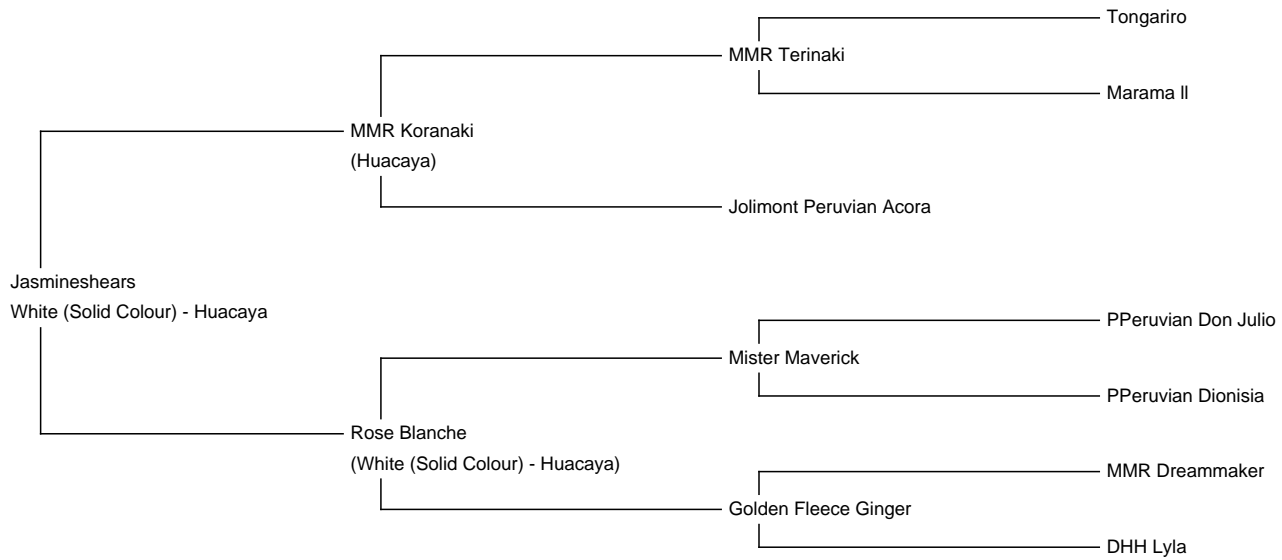 Tongariro
MMR Terinaki
Marama ll
MMR Koranaki
(Huacaya)
Jolimont Peruvian Acora
Jasmineshears
White (Solid Colour) - Huacaya
PPeruvian Don Julio
Mister Maverick
PPeruvian Dionisia
Rose Blanche
(White (Solid Colour) - Huacaya)
MMR Dreammaker
Golden Fleece Ginger
DHH Lyla